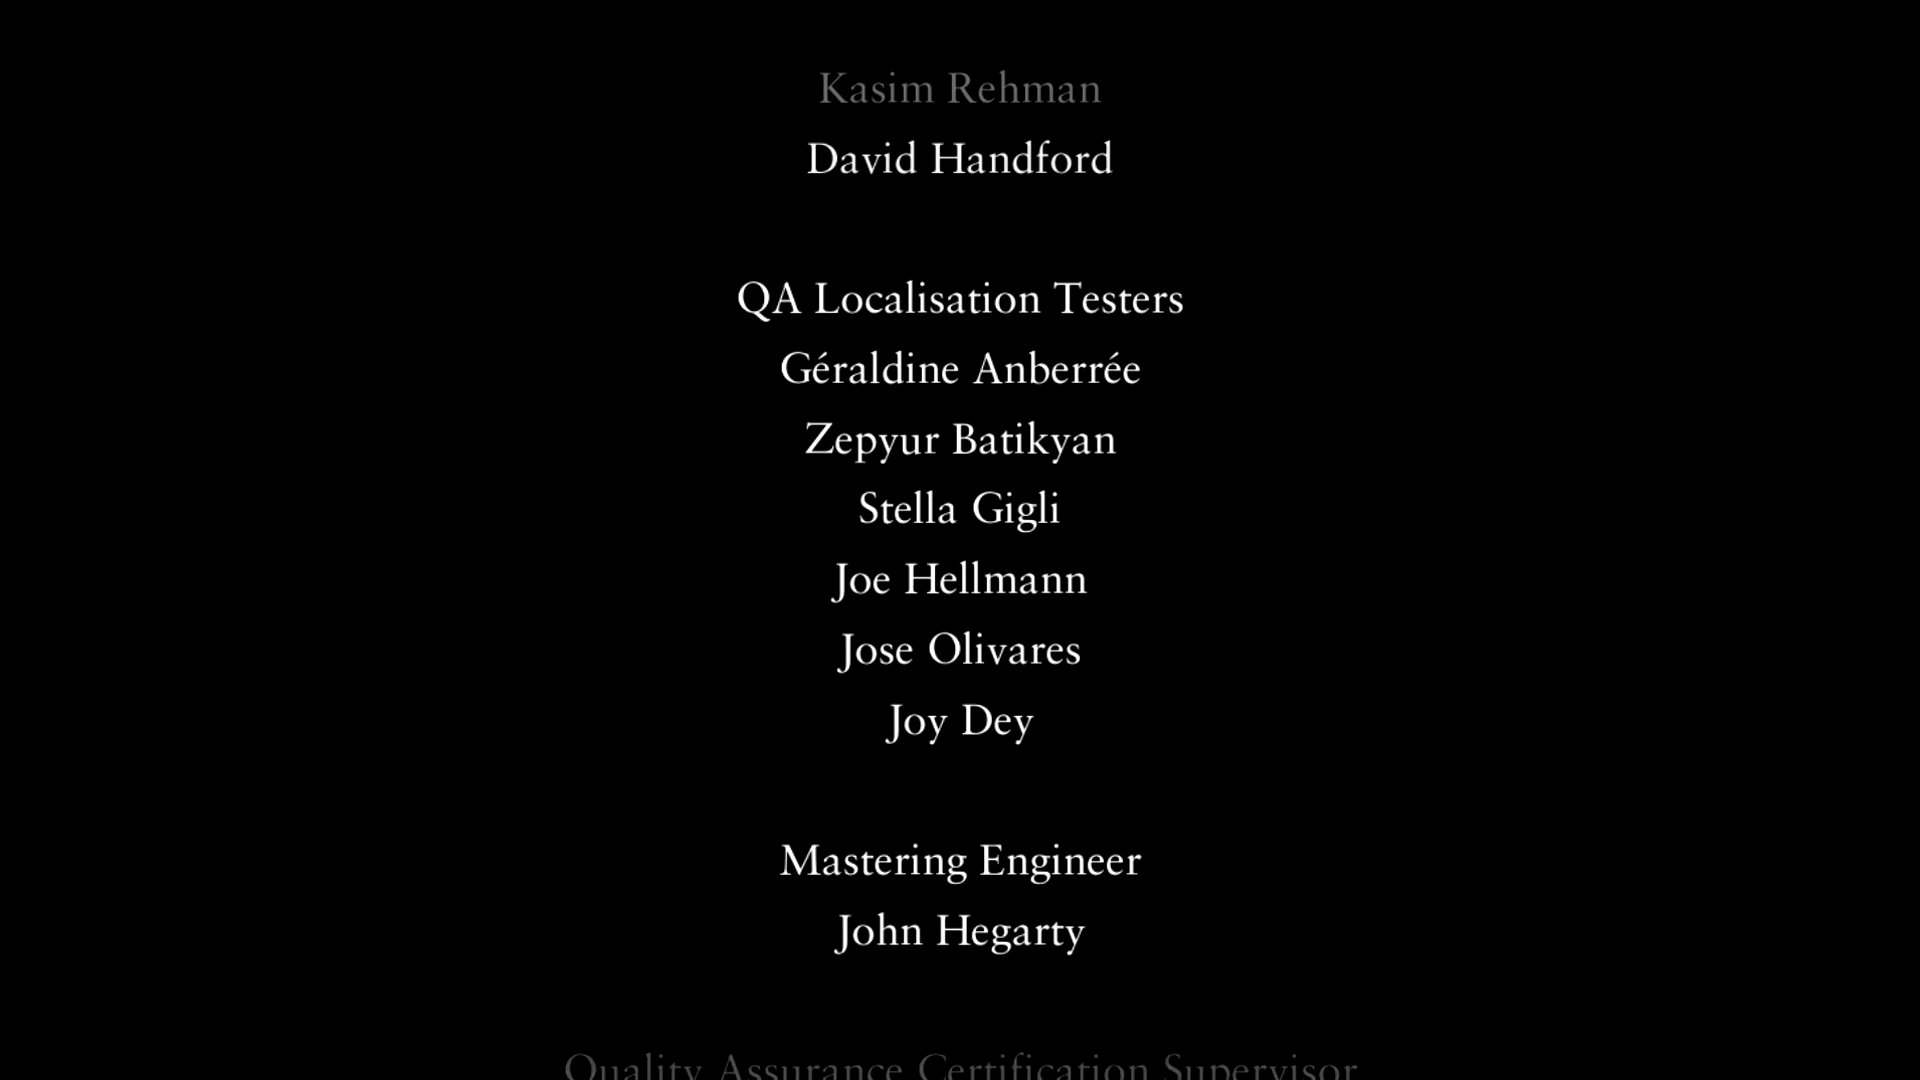 Kasim Rehman
David Handford
QA Localisation Testers
Géraldine Anberrée
Zepyur Batikyan
Stella Gigli
Joe Hellmann
Jose Olivares
Joy Dey
Mastering Engineer
John Hegarty
Quality Assurance Certification Supervisor